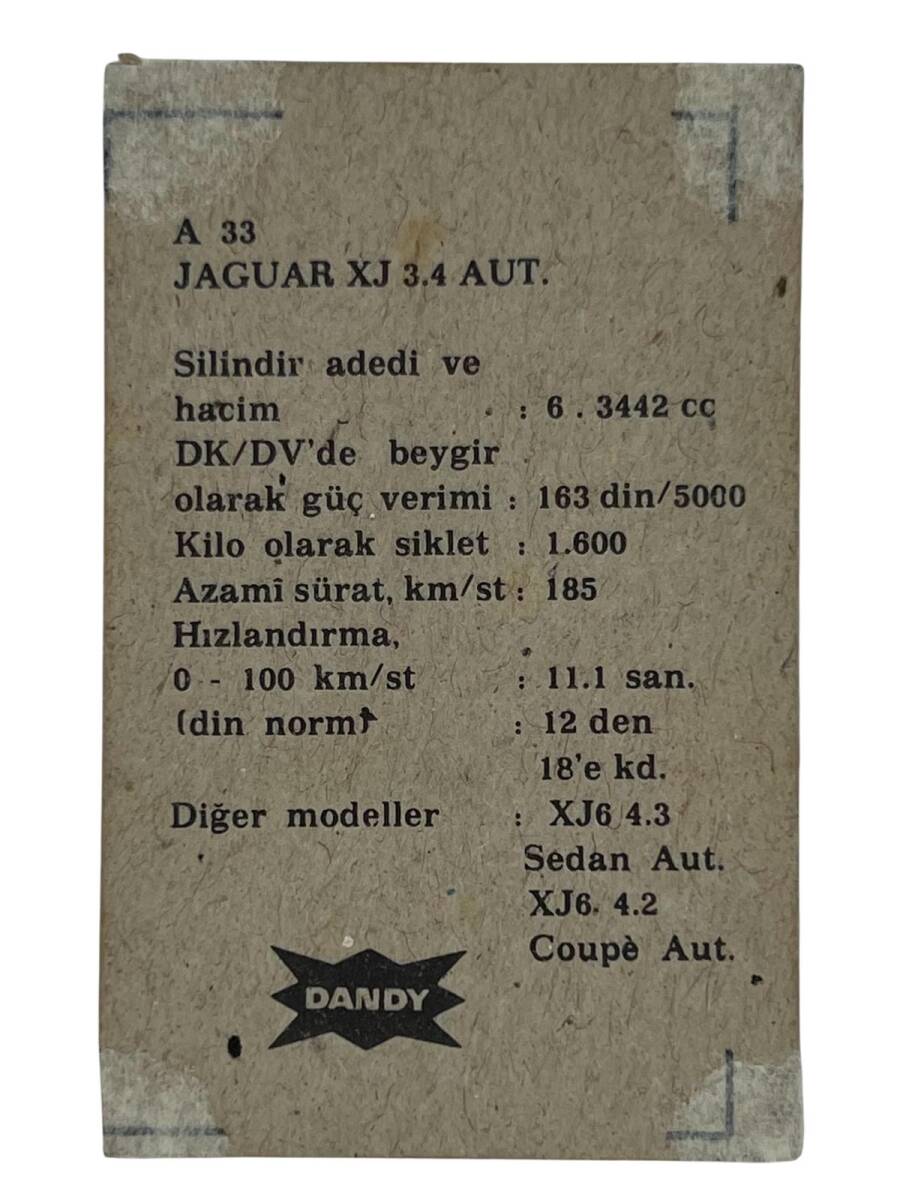 A 33
JAGUAR XJ 3.4 AUT.
Silindir adedi ve
hacim : 6 . 3442 cc
DK/DV'de beygir
olarak güç verimi : 163 din/5000
Kilo olarak siklet : 1.600
Azamî sürat, km/st : 185
Hızlandırma,
0 - 100 km/st : 11.1 san.
(din norm) : 12 den
18'e kd.
Diğer modeller : XJ6 4.3
Sedan Aut.
XJ6. 4.2
Coupè Aut.
DANDY